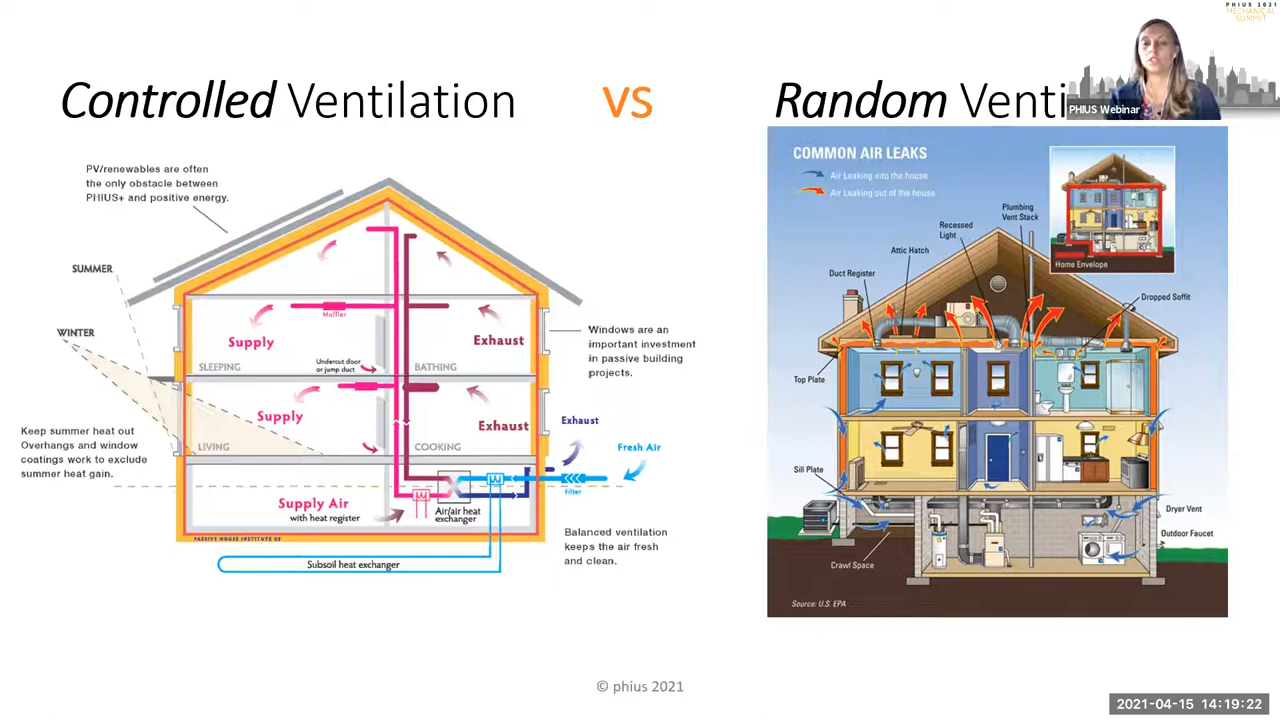 PHIUS 2021
MECHANICAL
SUMMIT
Controlled Ventilation
VS
Random Venti
PHIUS Webinar
PV/renewables are often
the only obstacle between
PHIUS+ and positive energy.
SUMMER
WINTER
Keep summer heat out
Overhangs and window
coatings work to exclude
summer heat gain.
Muffler
Supply
Exhaust
SLEEPING
Undercut door
or jump duct
BATHING
Supply
Exhaust
LIVING
COOKING
Supply Air
with heat register
Air/air heat
exchanger
PASSIVE HOUSE INSTITUTE US
Subsoil heat exchanger
Windows are an
important investment
in passive building
projects.
Exhaust
Fresh Air
Filter
Balanced ventilation
keeps the air fresh
and clean.
COMMON AIR LEAKS
Air Leaking into the house
Air Leaking out of the house
Home Envelope
Plumbing
Vent Stack
Recessed
Light
Attic Hatch
Duct Register
Dropped Soffit
Top Plate
Sill Plate
Dryer Vent
Outdoor Faucet
Crawl Space
Source: U.S. EPA
© phius 2021
2021-04-15 14:19:22